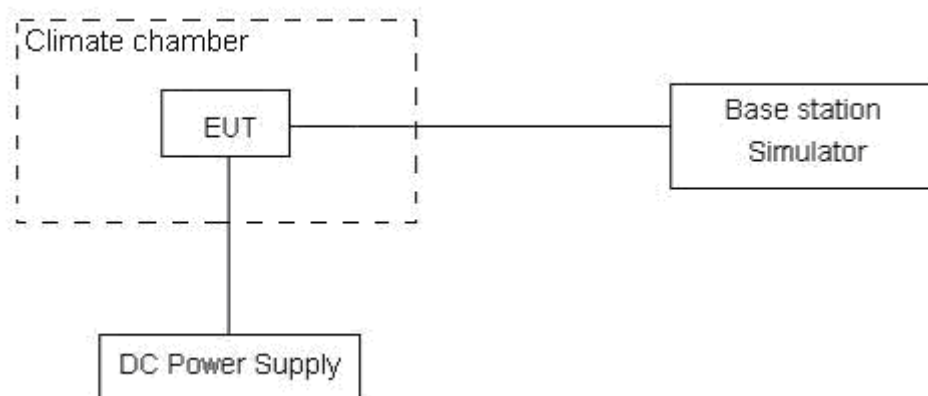 Climate chamber
EUT
Base station
Simulator
DC Power Supply